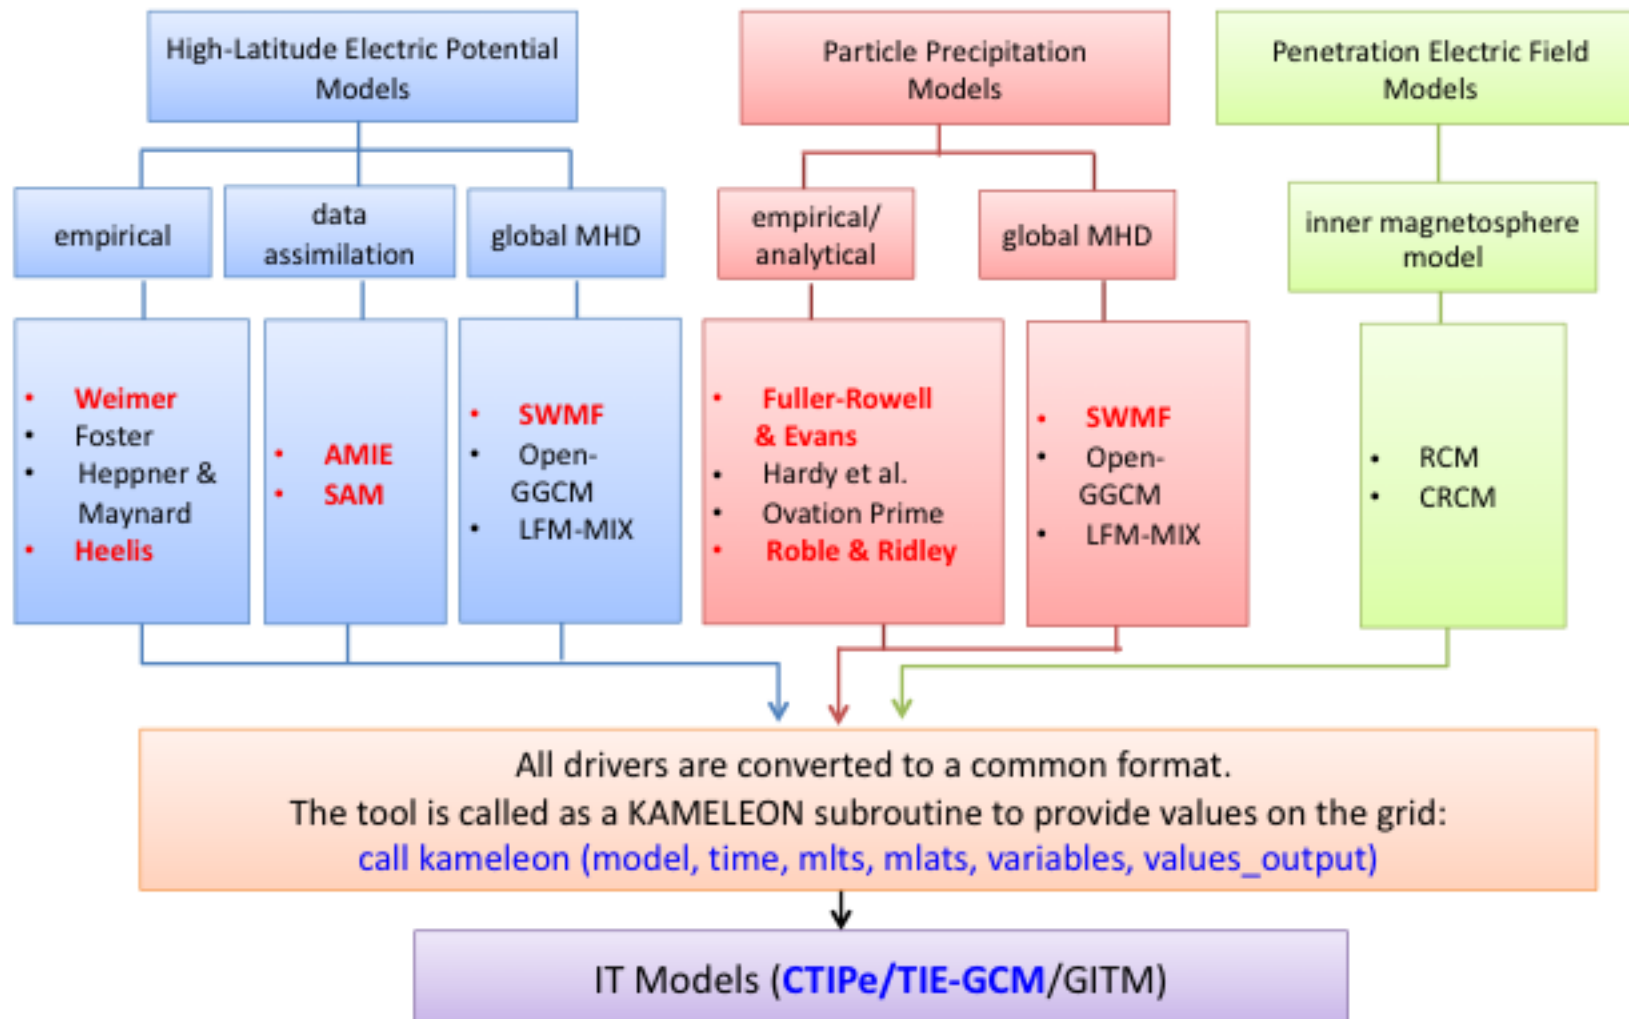 High-Latitude Electric Potential
Models
Particle Precipitation
Models
Penetration Electric Field
Models
empirical
data
assimilation
global MHD
empirical/
analytical
global MHD
inner magnetosphere
model
• Weimer
• Foster
• Heppner &
Maynard
• Heelis
• AMIE
• SAM
• SWMF
• Open-
GGCM
• LFM-MIX
• Fuller-Rowell
& Evans
• Hardy et al.
• Ovation Prime
• Roble & Ridley
• SWMF
• Open-
GGCM
• LFM-MIX
• RCM
• CRCM
All drivers are converted to a common format.
The tool is called as a KAMELEON subroutine to provide values on the grid:
call kameleon (model, time, mlts, mlats, variables, values_output)
IT Models (CTIPe/TIE-GCM/GITM)